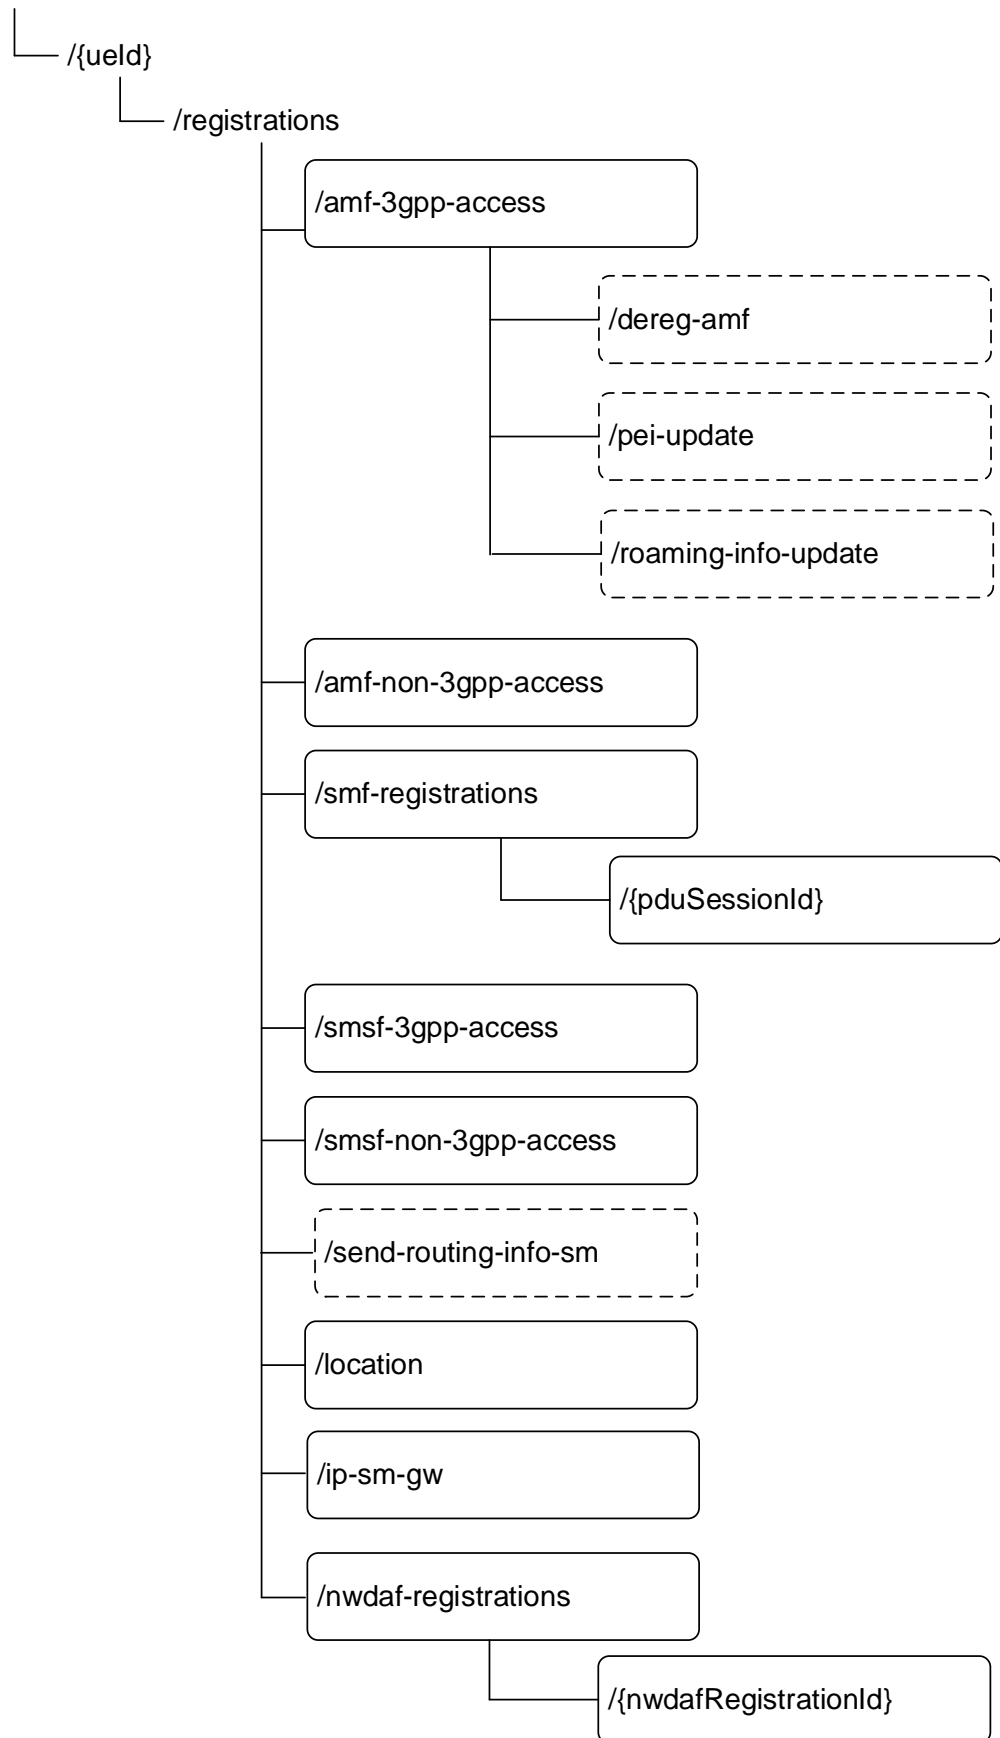 /{ueId}
/registrations
/amf-3gpp-access
/dereg-amf
/pei-update
/roaming-info-update
/amf-non-3gpp-access
/smf-registrations
/{pduSessionId}
/smsf-3gpp-access
/smsf-non-3gpp-access
/send-routing-info-sm
/location
/ip-sm-gw
/nwdaf-registrations
/{nwdafRegistrationId}